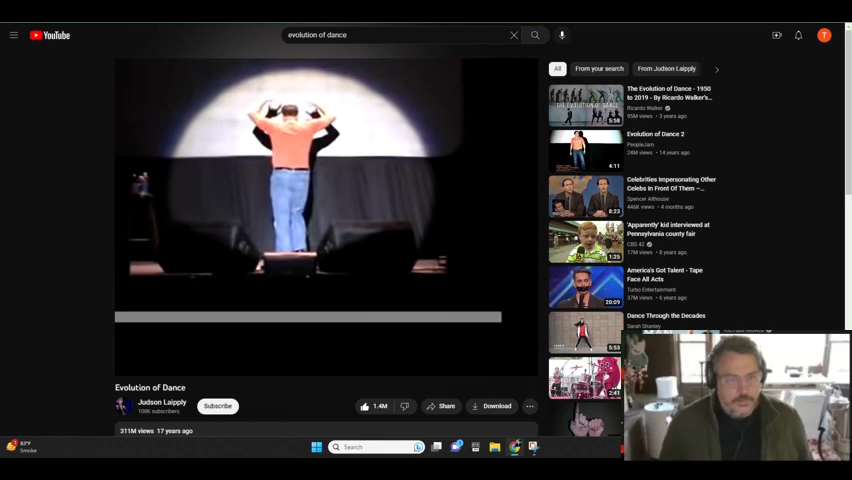 YouTube
evolution of dance
T
All
From your search
From Judson Laipply
The Evolution of Dance - 1950
to 2019 - By Ricardo Walker's...
Ricardo Walker
95M views • 3 years ago
5:58
Evolution of Dance 2
PeopleJam
24M views • 14 years ago
4:11
Celebrities Impersonating Other
Celebs In Front Of Them –...
Spencer Althouse
446K views • 4 months ago
8:23
'Apparently' kid interviewed at
Pennsylvania county fair
CBS 42
17M views • 8 years ago
1:25
America's Got Talent - Tape
Face All Acts
Turbo Entertainment
37M views • 6 years ago
20:09
Dance Through the Decades
Sarah Shanley
5:53
2:41
Evolution of Dance
Judson Laipply
108K subscribers
Subscribe
1.4M
Share
Download
311M views 17 years ago
83°F
Smoke
Search